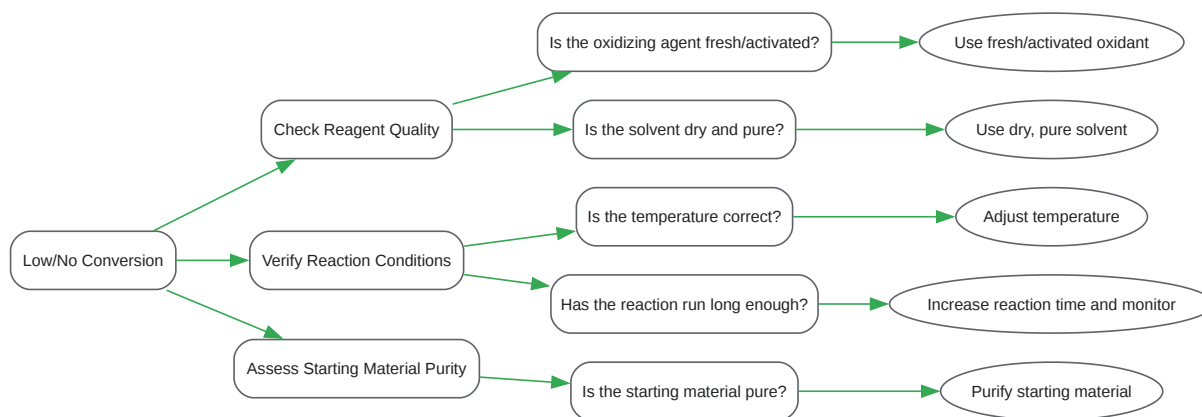 Is the oxidizing agent fresh/activated?
Use fresh/activated oxidant
Check Reagent Quality
Is the solvent dry and pure?
Use dry, pure solvent
Is the temperature correct?
Adjust temperature
Low/No Conversion
Verify Reaction Conditions
Has the reaction run long enough?
Increase reaction time and monitor
Assess Starting Material Purity
Is the starting material pure?
Purify starting material